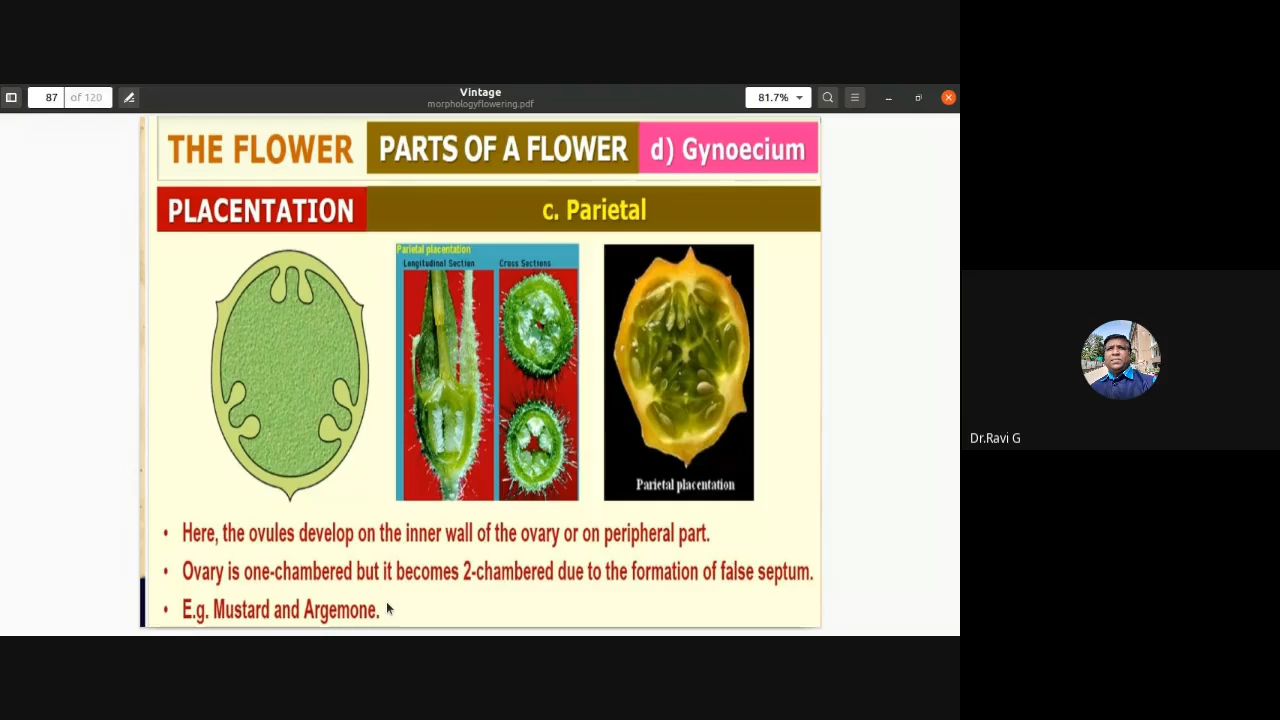 87 of 120
Vintage
morphologyflowering.pdf
81.7%
THE FLOWER PARTS OF A FLOWER d) Gynoecium
PLACENTATION c. Parietal
Parietal placentation
Longitudinal Section Cross Sections
Parietal placentation
• Here, the ovules develop on the inner wall of the ovary or on peripheral part.
• Ovary is one-chambered but it becomes 2-chambered due to the formation of false septum.
• E.g. Mustard and Argemone.
Dr.Ravi G